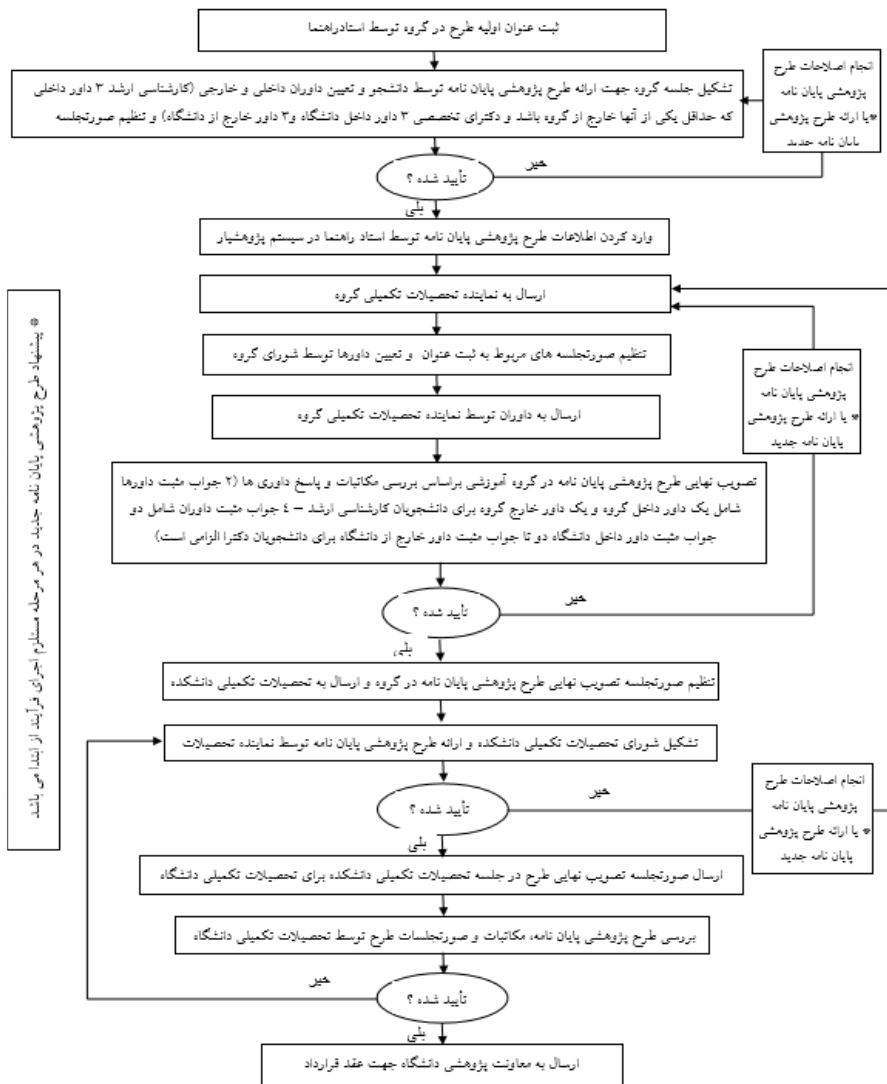 ثبت عنوان اولیه طرح در گروه توسط استادراهنما
انجام اصلاحات طرح
پژوهشی پایان نامه
*یا ارائه طرح پژوهشی
پایان نامه جدید
تشکیل جلسه گروه جهت ارائه طرح پژوهشی پایان نامه توسط دانشجو و تعیین داوران داخلی و خارجی (کارشناسی ارشد ۳ داور داخلی
که حداقل یکی از آنها خارج از گروه باشد و دکترای تخصصی ۳ داور داخل دانشگاه و۳ داور خارج از دانشگاه) و تنظیم صورتجلسه
تأیید شده ؟
خیر
بلی
وارد کردن اطلاعات طرح پژوهشی پایان نامه توسط استاد راهنما در سیستم پژوهشیار
ارسال به نماینده تحصیلات تکمیلی گروه
تنظیم صورتجلسه های مربوط به ثبت عنوان و تعیین داورها توسط شورای گروه
انجام اصلاحات طرح
پژوهشی پایان نامه
* یا ارائه طرح پژوهشی
پایان نامه جدید
ارسال به داوران توسط نماینده تحصیلات تکمیلی گروه
تصویب نهایی طرح پژوهشی پایان نامه در گروه آموزشی براساس بررسی مکاتبات و پاسخ داوری ها (۲ جواب مثبت داورها
شامل یک داور داخل گروه و یک داور خارج گروه برای دانشجویان کارشناسی ارشد – ٤ جواب مثبت داوران شامل دو
جواب مثبت داور داخل دانشگاه دو تا جواب مثبت داور خارج از دانشگاه برای دانشجویان دکترا الزامی است)
تأیید شده ؟
خیر
بلی
تنظیم صورتجلسه تصویب نهایی طرح پژوهشی پایان نامه در گروه و ارسال به تحصیلات تکمیلی دانشکده
تشکیل شورای تحصیلات تکمیلی دانشکده و ارائه طرح پژوهشی پایان نامه توسط نماینده تحصیلات
تأیید شده ؟
خیر
انجام اصلاحات طرح
پژوهشی پایان نامه
* یا ارائه طرح پژوهشی
پایان نامه جدید
بلی
ارسال صورتجلسه تصویب نهایی طرح در جلسه تحصیلات تکمیلی دانشکده برای تحصیلات تکمیلی دانشگاه
بررسی طرح پژوهشی پایان نامه، مکاتبات و صورتجلسات طرح توسط تحصیلات تکمیلی دانشگاه
تأیید شده ؟
خیر
بلی
ارسال به معاونت پژوهشی دانشگاه جهت عقد قرارداد
* پیشنهاد طرح پژوهشی پایان نامه جدید در هر مرحله مستلزم اجرای فرآیند از ابتدا می باشد